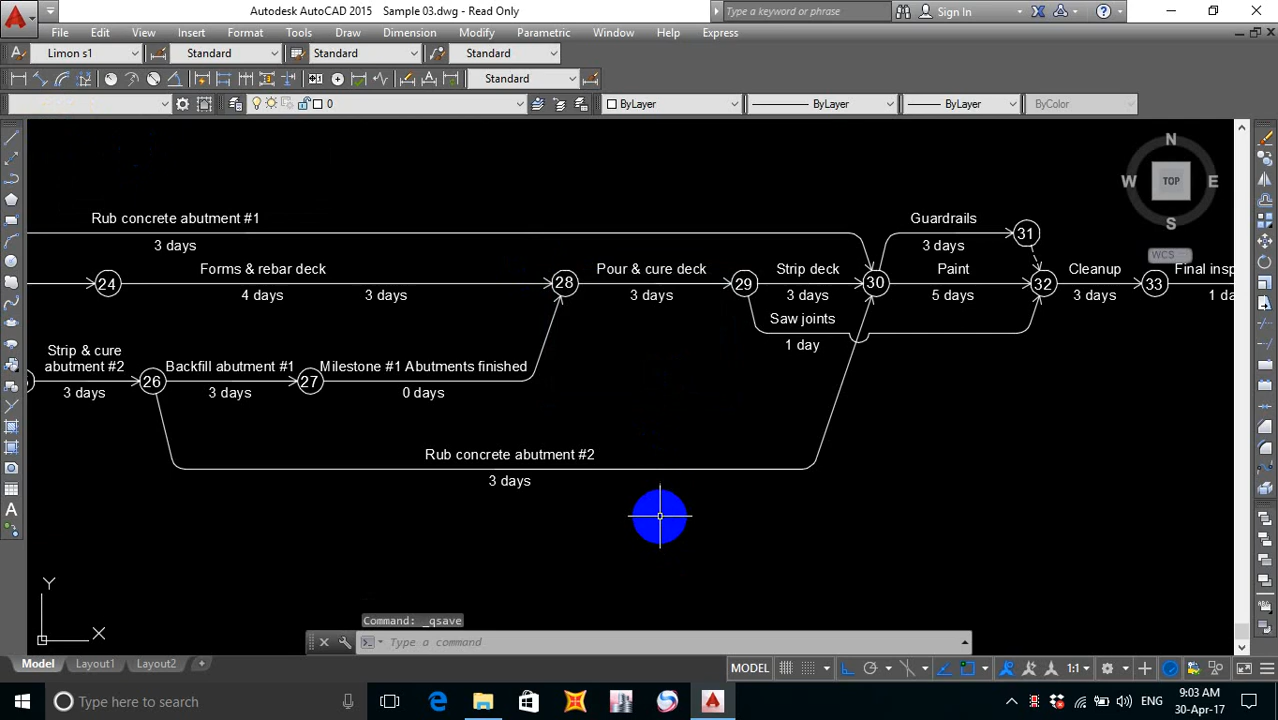 Autodesk AutoCAD 2015 Sample 03.dwg - Read Only
Type a keyword or phrase
Sign In
File Edit View Insert Format Tools Draw Dimension Modify Parametric Window Help Express
Limon s1 Standard Standard Standard
Standard
0 ByLayer ByLayer ByLayer ByColor
N
W TOP E
S
WCS
Rub concrete abutment #1
3 days
Guardrails
3 days
31
24
Forms & rebar deck
4 days 3 days
28
Pour & cure deck
3 days
29
Strip deck
3 days
30
Paint
5 days
32
Cleanup
3 days
33
Final insp
1 da
Saw joints
1 day
Strip & cure
abutment #2
3 days
26
Backfill abutment #1
3 days
27
Milestone #1 Abutments finished
0 days
Rub concrete abutment #2
3 days
Y
X
Command: _qsave
Type a command
Model Layout1 Layout2 +
MODEL 1:1
Type here to search
ENG
9:03 AM
30-Apr-17